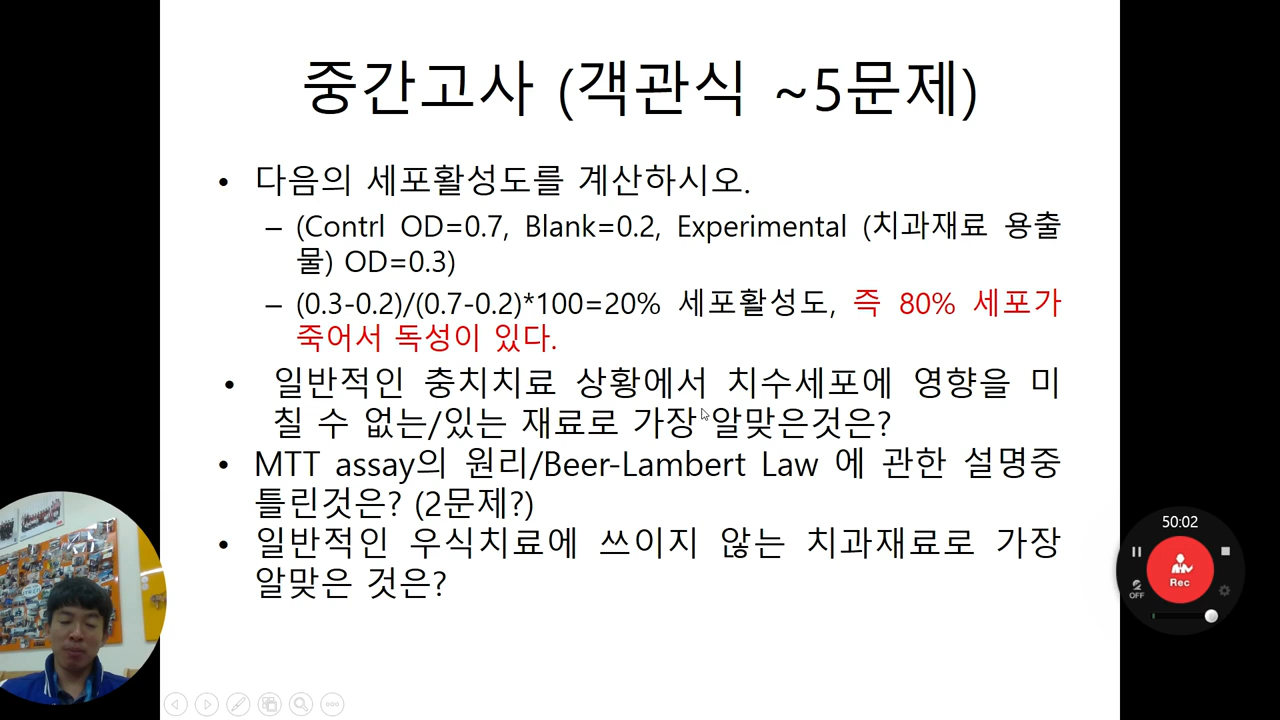 중간고사 (객관식 ~5문제)
• 다음의 세포활성도를 계산하시오.
– (Contrl OD=0.7, Blank=0.2, Experimental (치과재료 용출
물) OD=0.3)
– (0.3-0.2)/(0.7-0.2)*100=20% 세포활성도, 즉 80% 세포가
죽어서 독성이 있다.
• 일반적인 충치치료 상황에서 치수세포에 영향을 미
칠 수 없는/있는 재료로 가장 알맞은것은?
• MTT assay의 원리/Beer-Lambert Law 에 관한 설명중
틀린것은? (2문제?)
• 일반적인 우식치료에 쓰이지 않는 치과재료로 가장
알맞은 것은?
50:02
Rec
OFF